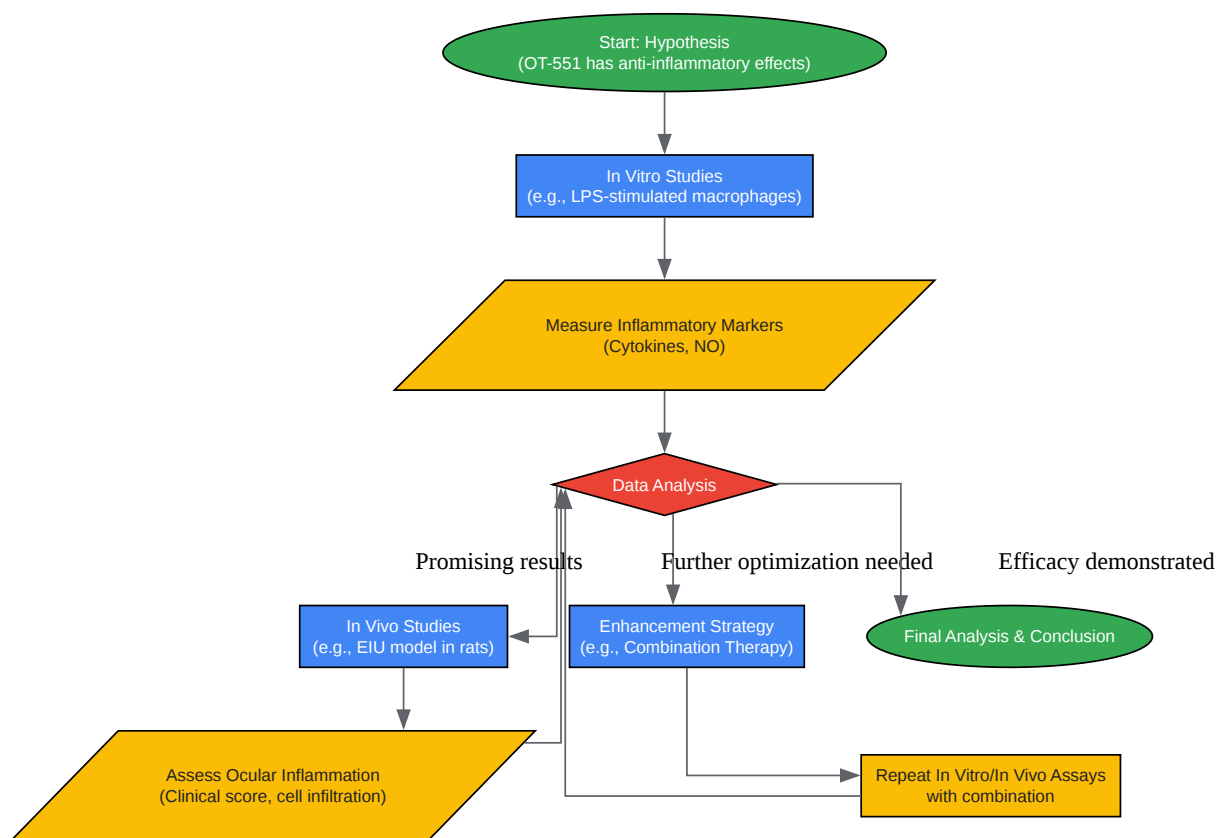 Start: Hypothesis
(OT-551 has anti-inflammatory effects)
In Vitro Studies
(e.g., LPS-stimulated macrophages)
Measure Inflammatory Markers
(Cytokines, NO)
Data Analysis
Promising results
Further optimization needed
Efficacy demonstrated
In Vivo Studies
(e.g., EIU model in rats)
Enhancement Strategy
(e.g., Combination Therapy)
Final Analysis & Conclusion
Assess Ocular Inflammation
(Clinical score, cell infiltration)
Repeat In Vitro/In Vivo Assays
with combination